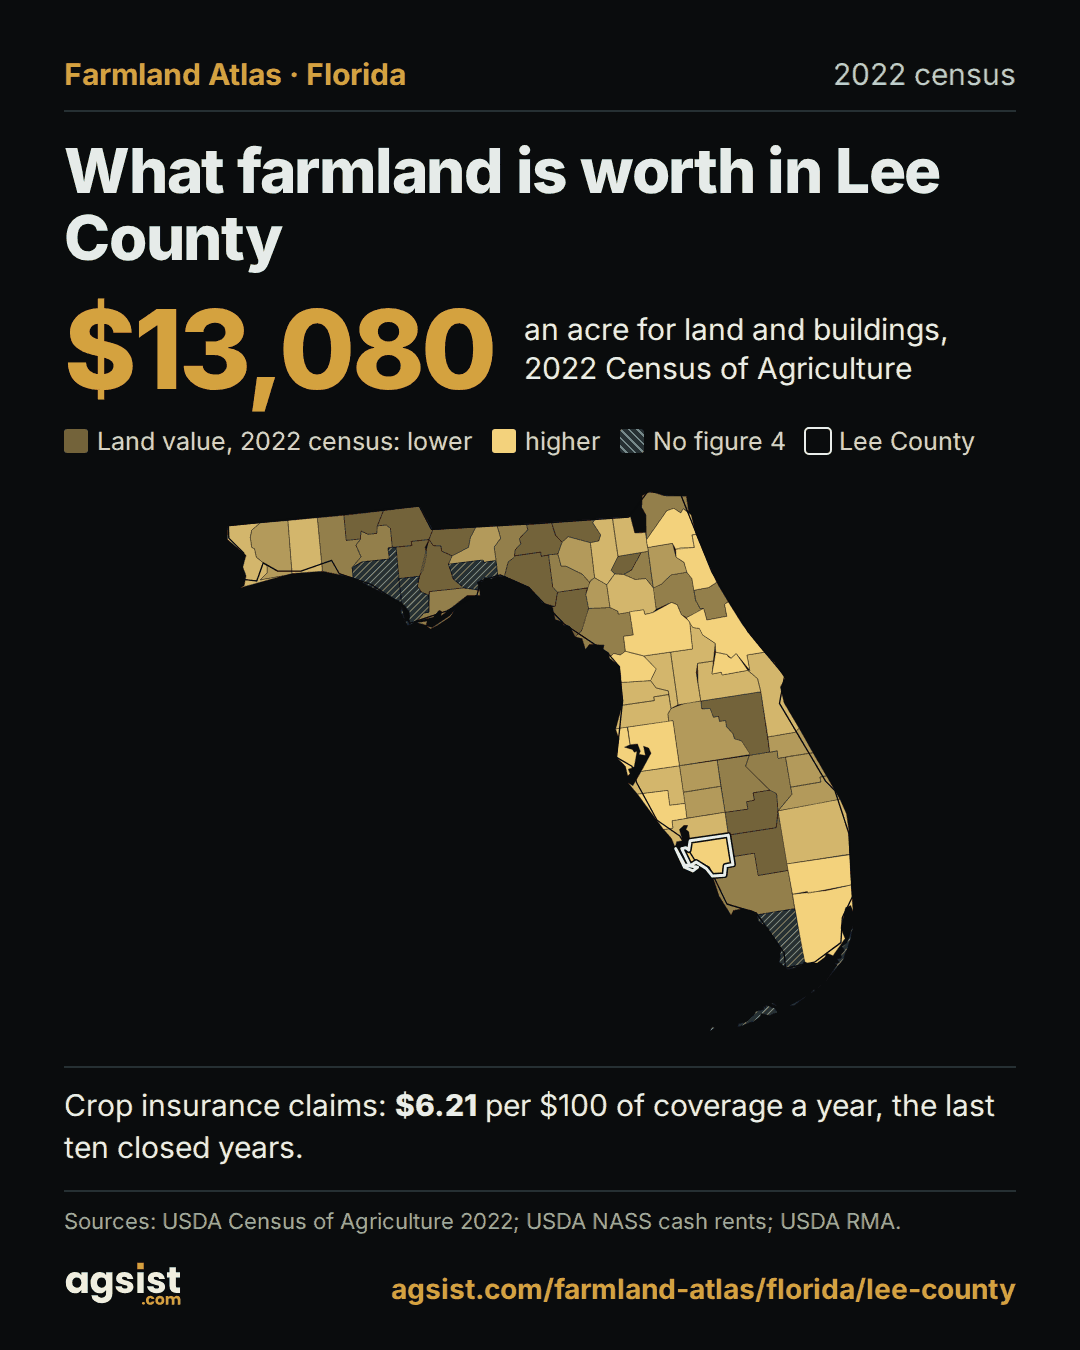 Farmland Atlas · Florida
2022 census
What farmland is worth in Lee
County
$13,080
an acre for land and buildings,
2022 Census of Agriculture
Land value, 2022 census: lower
higher
No figure 4
Lee County
Crop insurance claims: $6.21 per $100 of coverage a year, the last
ten closed years.
Sources: USDA Census of Agriculture 2022; USDA NASS cash rents; USDA RMA.
agsist
.com
agsist.com/farmland-atlas/florida/lee-county